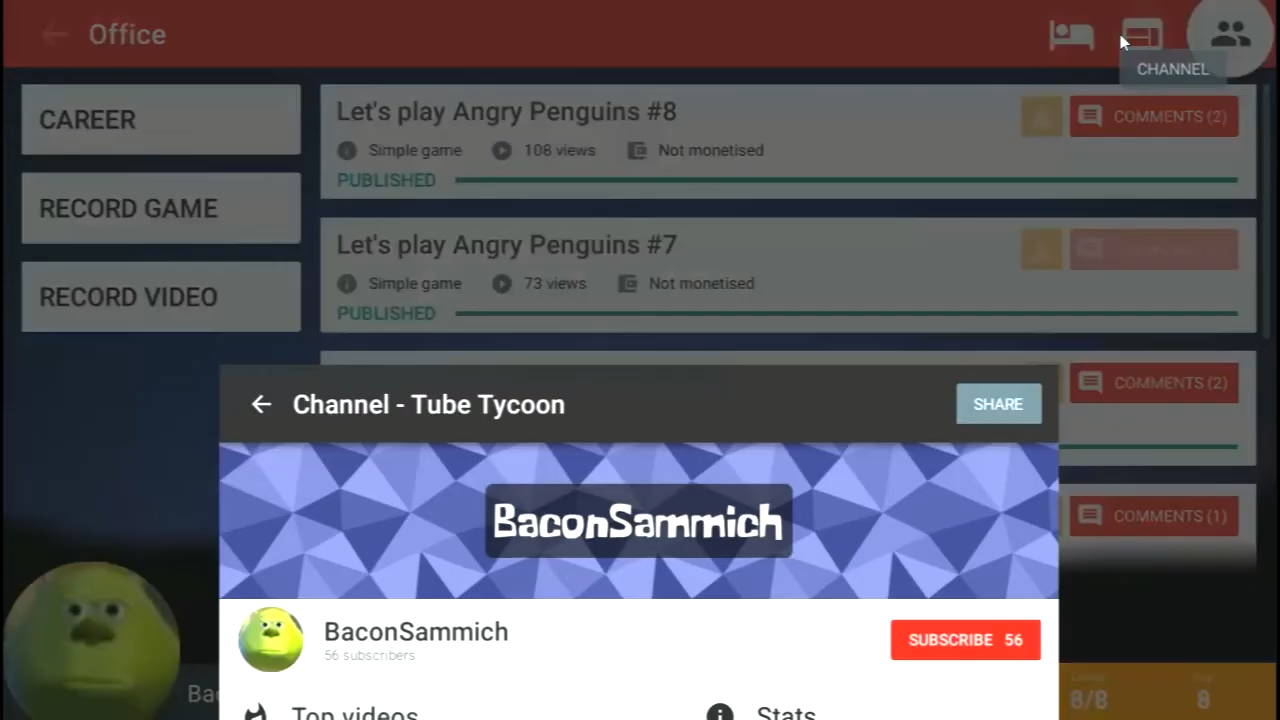 Office
CHANNEL
CAREER
RECORD GAME
RECORD VIDEO
Let's play Angry Penguins #8
COMMENTS (2)
Simple game 108 views Not monetised
PUBLISHED
Let's play Angry Penguins #7
Simple game 73 views Not monetised
PUBLISHED
COMMENTS (2)
COMMENTS (1)
Channel - Tube Tycoon
SHARE
BaconSammich
BaconSammich
56 subscribers
SUBSCRIBE 56
Top videos
Stats
Bac
8/8
8